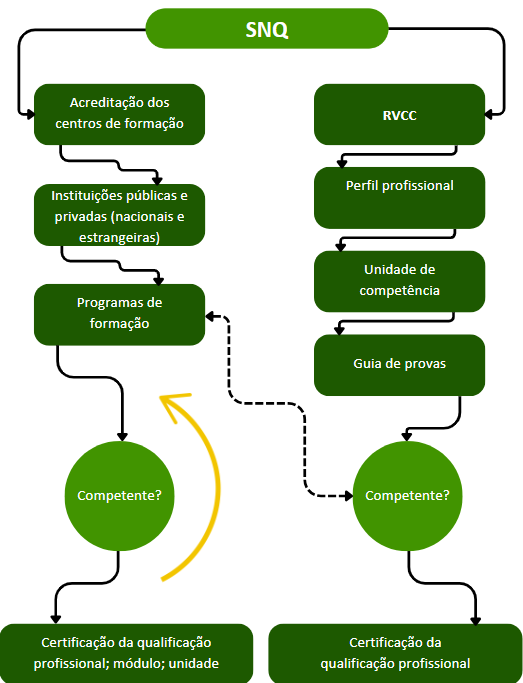 SNQ
Acreditação dos
centros de formação
Instituições públicas e
privadas (nacionais e
estrangeiras)
Programas de
formação
Competente?
Certificação da qualificação
profissional; módulo; unidade
RVCC
Perfil profissional
Unidade de
competência
Guia de provas
Competente?
Certificação da
qualificação profissional